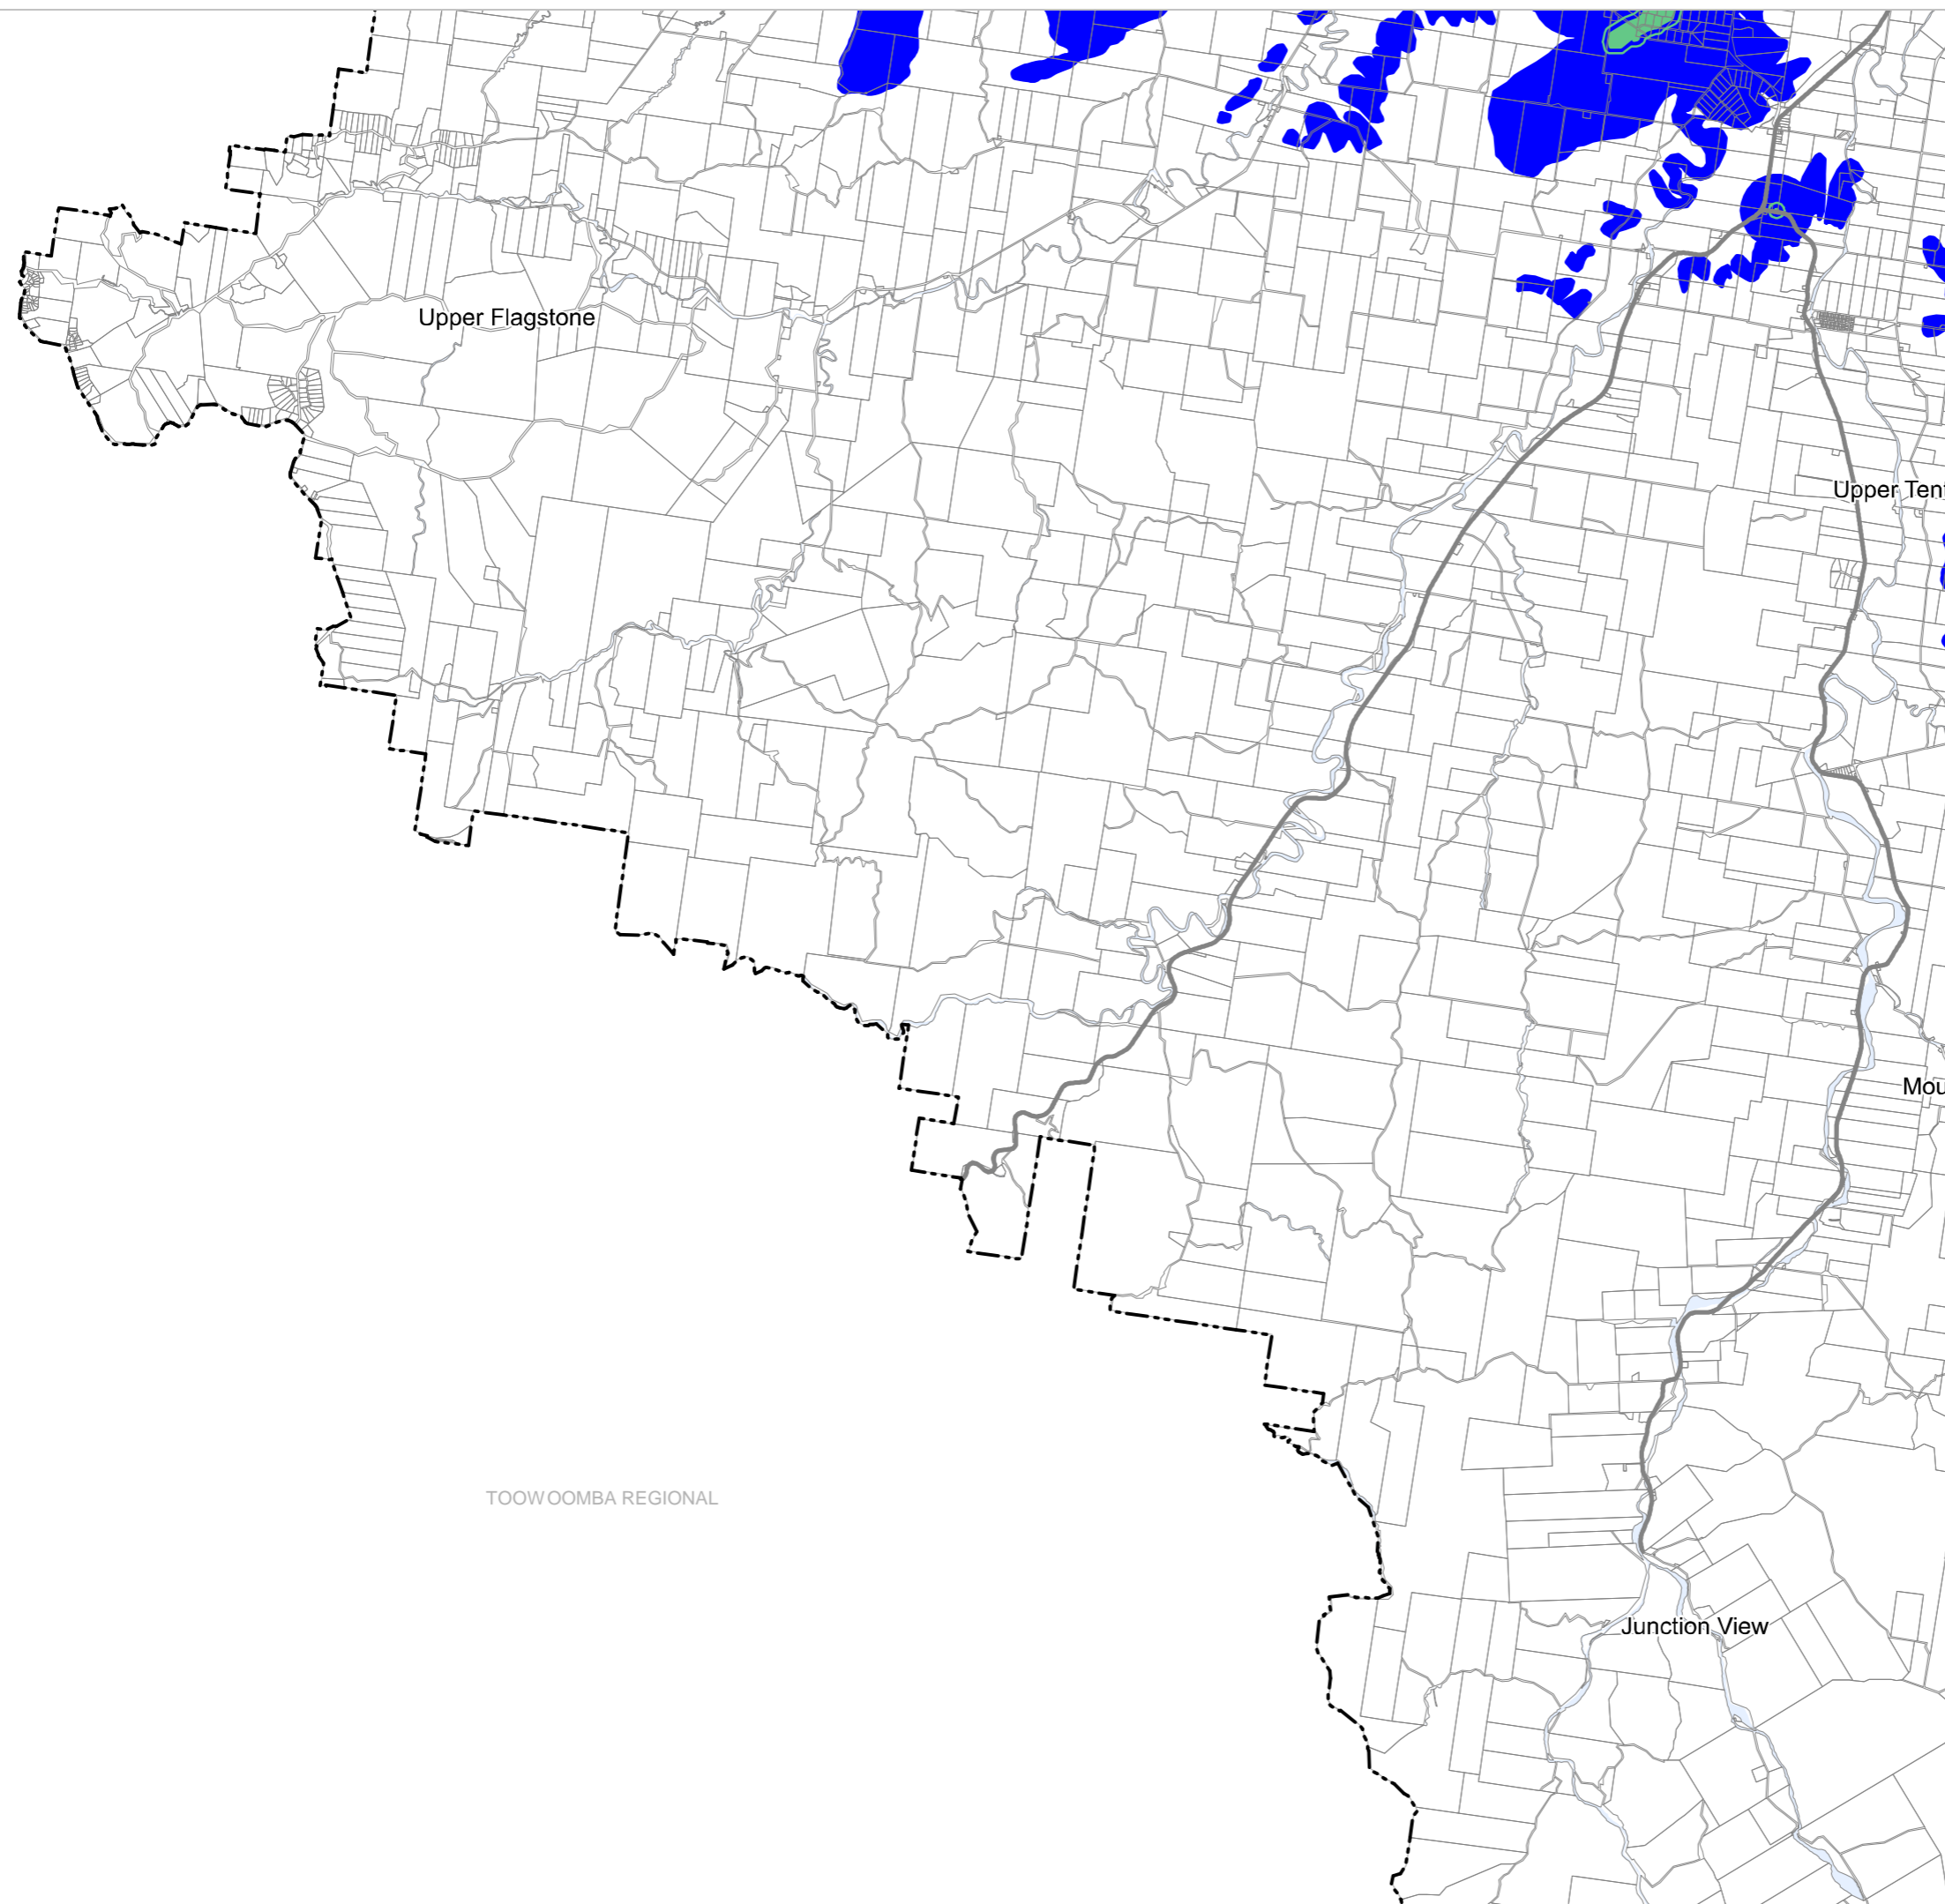 Upper Flagstone
Upper Tent
Mou
TOOWOOMBA REGIONAL
Junction View